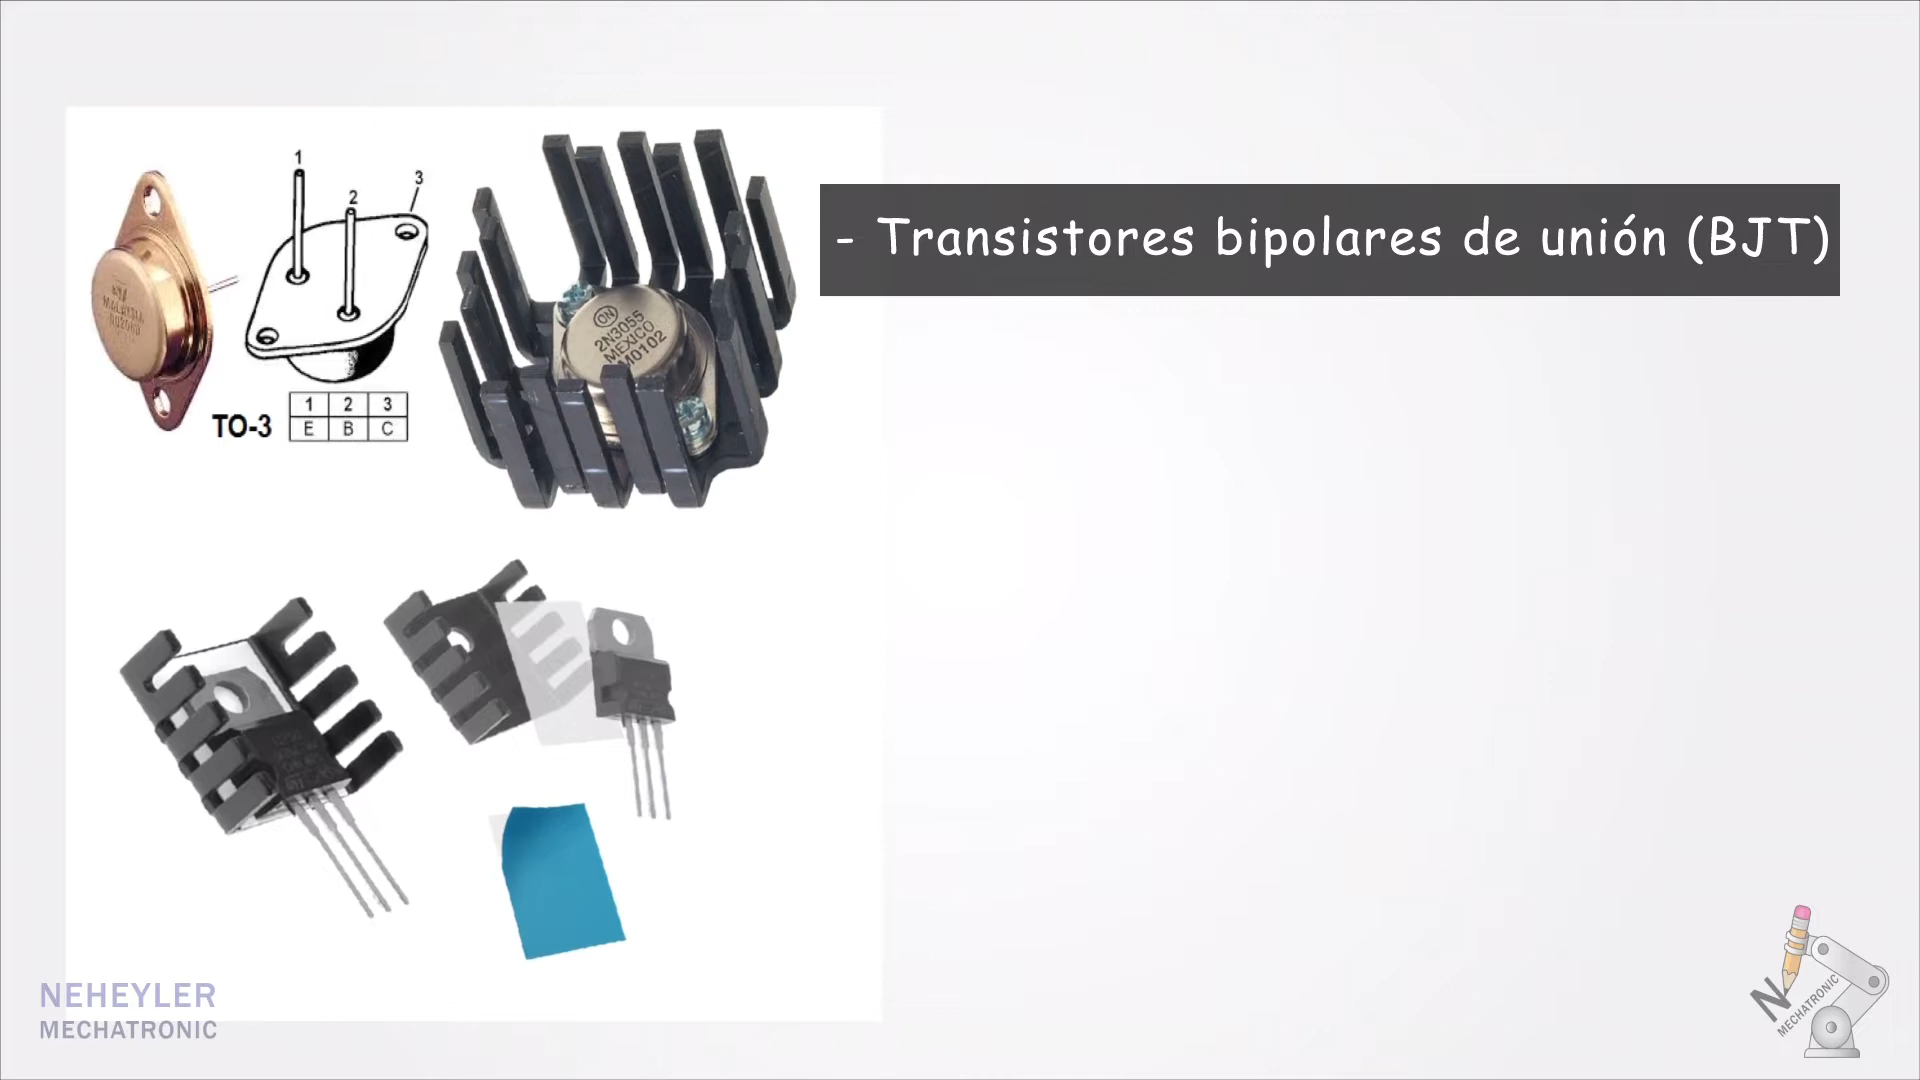 - Transistores bipolares de unión (BJT)
1
2
3
TO-3
1 2 3
E B C
ON
2N3055
MEXICO
M0102
NEHEYLER
MECHATRONIC
N
MECHATRONIC